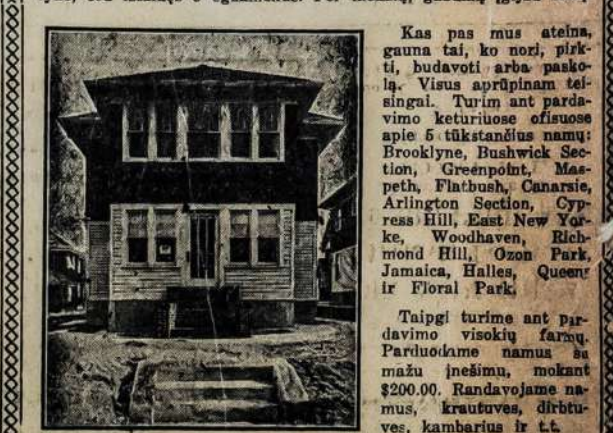 Kas pas mus ateina,
gauna tai, ko nori, pirk-
ti, budavoti arba pasko-
lą. Visus aprūpinam tei-
singai. Turim ant parda-
vimo keturiuose ofisuose
apie 5 tūkstančius namų:
Brooklyne, Bushwick Sec-
tion, Greenpoint, Mas-
peth, Flatbush, Canarsie,
Arlington Section, Cyp-
ress Hill, East New Yor-
ke, Woodhaven, Rich-
mond Hill, Ozon Park,
Jamaica, Halles, Queens
ir Floral Park.
Taipgi turime ant par-
davimo visokių farmų.
Parduodame namus su
mažu įnešimu, mokant
$200.00. Randavojame na-
mus, krautuves, dirbtu-
ves, kambarius ir t.t.